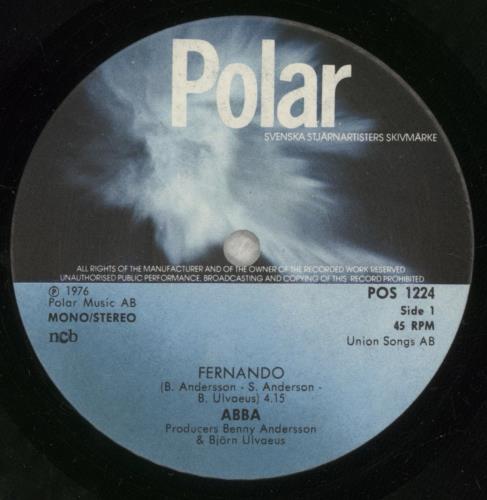 Polar
SVENSKA STJÄRNARTISTERS SKIVMÄRKE
ALL RIGHTS OF THE MANUFACTURER AND OF THE OWNER OF THE RECORDED WORK RESERVED
UNAUTHORISED PUBLIC PERFORMANCE, BROADCASTING AND COPYING OF THIS RECORD PROHIBITED
℗ 1976
Polar Music AB
MONO/STEREO
ncb
POS 1224
Side 1
45 RPM
Union Songs AB
FERNANDO
(B. Andersson - S. Anderson -
B. Ulvaeus) 4.15
ABBA
Producers Benny Andersson
& Björn Ulvaeus